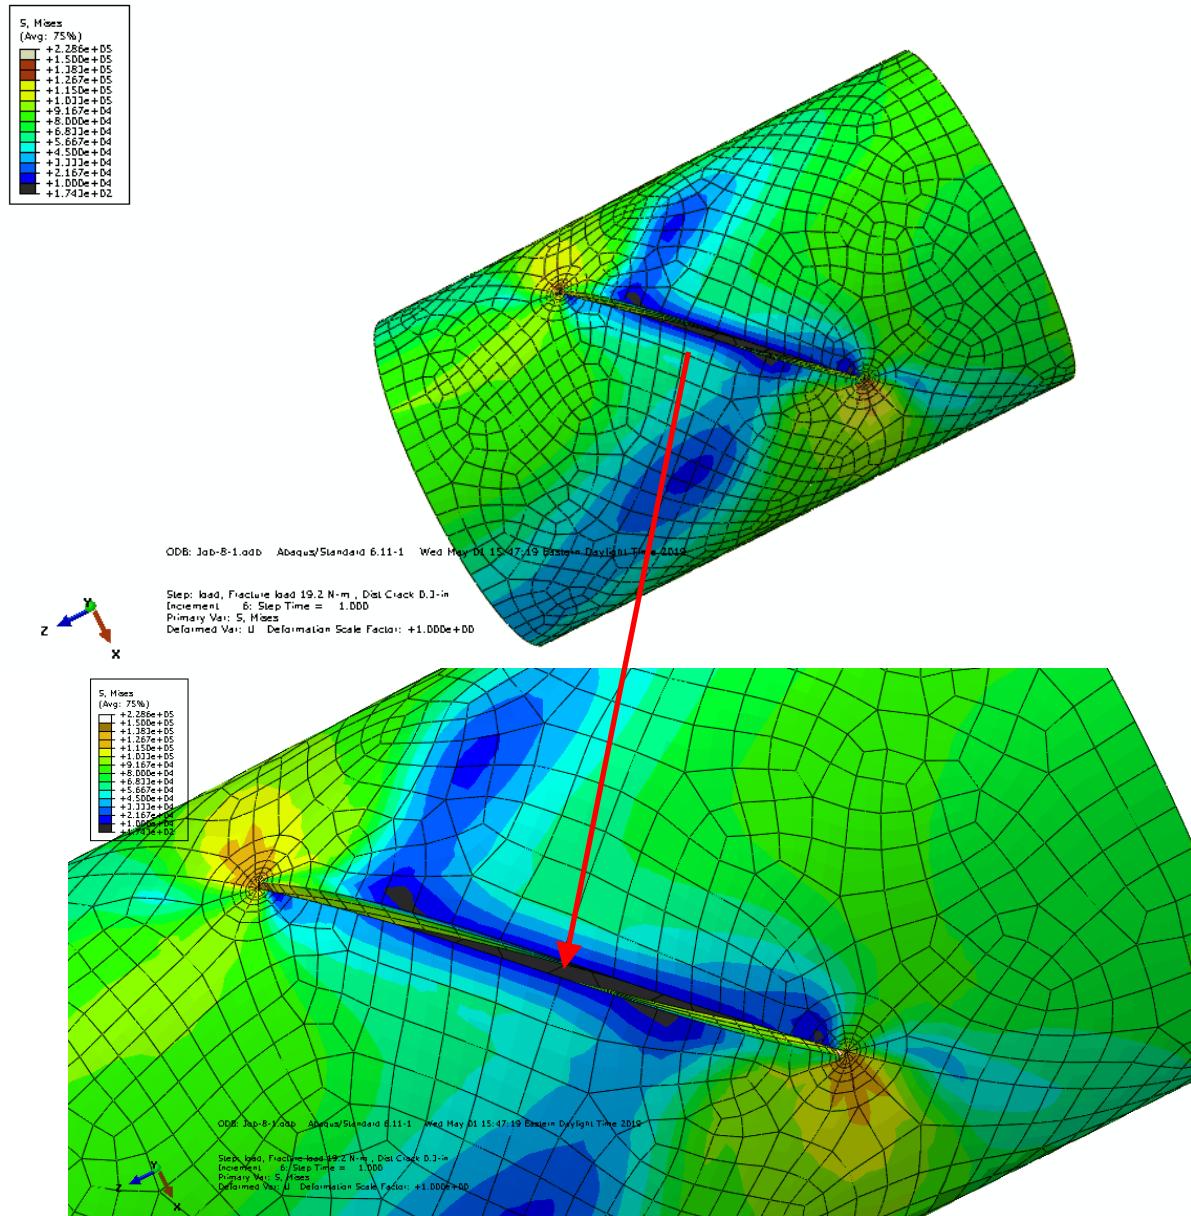 S, Mises
(Avg: 75%)
+2.286e+05
+1.500e+05
+1.383e+05
+1.267e+05
+1.150e+05
+1.033e+05
+9.167e+04
+8.000e+04
+6.833e+04
+5.667e+04
+4.500e+04
+3.333e+04
+2.167e+04
+1.000e+04
+1.743e+02
ODB: Job-8-1.odb Abaqus/Standard 6.11-1 Wed May 01 15:47:19 Eastern Daylight Time 2019
Step: load, Fracture load 19.2 N-m , Dist Crack 0.3-in
Increment 6: Step Time = 1.000
Primary Var: S, Mises
Deformed Var: U Deformation Scale Factor: +1.000e+00
Y
Z
X
S, Mises
(Avg: 75%)
+2.286e+05
+1.500e+05
+1.383e+05
+1.267e+05
+1.150e+05
+1.033e+05
+9.167e+04
+8.000e+04
+6.833e+04
+5.667e+04
+4.500e+04
+3.333e+04
+2.167e+04
+1.000e+04
+1.743e+02
ODB: Job-8-1.odb Abaqus/Standard 6.11-1 Wed May 01 15:47:19 Eastern Daylight Time 2019
Step: load, Fracture load 19.2 N-m , Dist Crack 0.3-in
Increment 6: Step Time = 1.000
Primary Var: S, Mises
Deformed Var: U Deformation Scale Factor: +1.000e+00
Y
Z
X